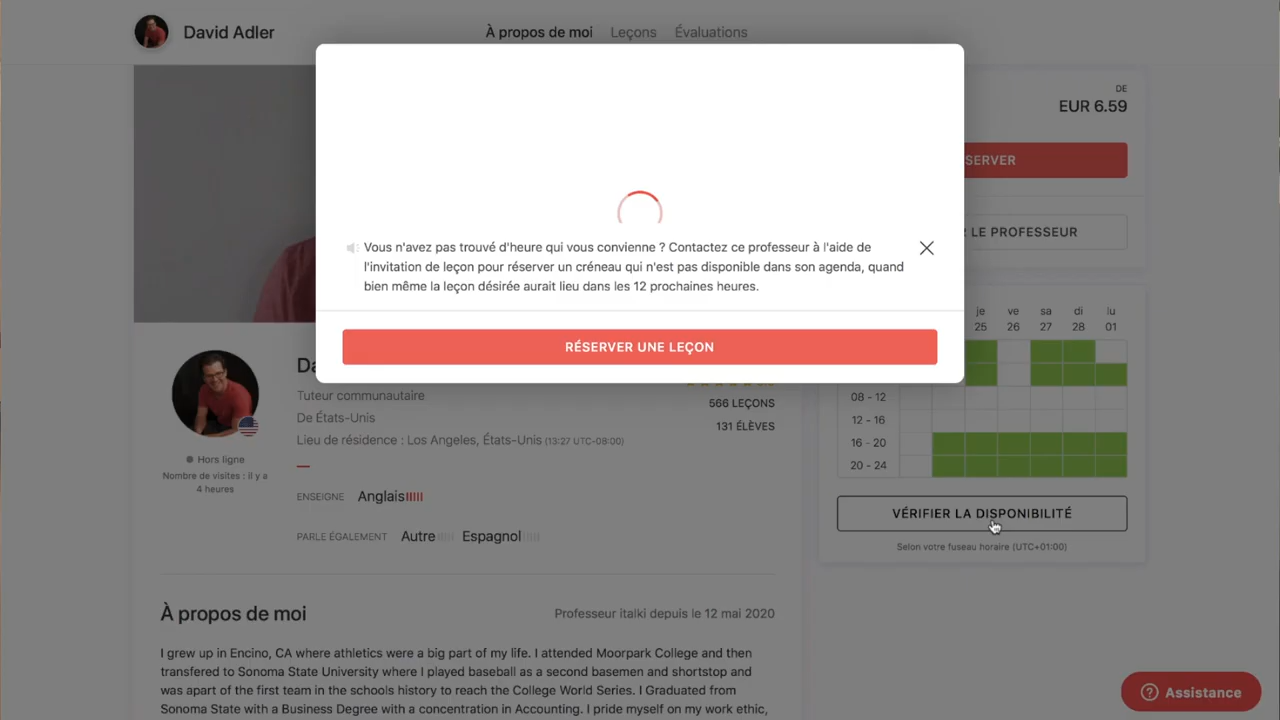 David Adler
À propos de moi
Leçons
Évaluations
DE
EUR 6.59
SERVER
LE PROFESSEUR
Vous n'avez pas trouvé d'heure qui vous convienne ? Contactez ce professeur à l'aide de
l'invitation de leçon pour réserver un créneau qui n'est pas disponible dans son agenda, quand
bien même la leçon désirée aurait lieu dans les 12 prochaines heures.
RÉSERVER UNE LEÇON
je ve sa di lu
25 26 27 28 01
08 - 12
12 - 16
16 - 20
20 - 24
VÉRIFIER LA DISPONIBILITÉ
Selon votre fuseau horaire (UTC+01:00)
Da
Tuteur communautaire
De États-Unis
Lieu de résidence : Los Angeles, États-Unis (13:27 UTC-08:00)
566 LEÇONS
131 ÉLÈVES
Hors ligne
Nombre de visites : il y a
4 heures
ENSEIGNE Anglais
PARLE ÉGALEMENT Autre Espagnol
À propos de moi
Professeur italki depuis le 12 mai 2020
I grew up in Encino, CA where athletics were a big part of my life. I attended Moorpark College and then
transfered to Sonoma State University where I played baseball as a second basemen and shortstop and
was apart of the first team in the schools history to reach the College World Series. I Graduated from
Sonoma State with a Business Degree with a concentration in Accounting. I pride myself on my work ethic,
Assistance